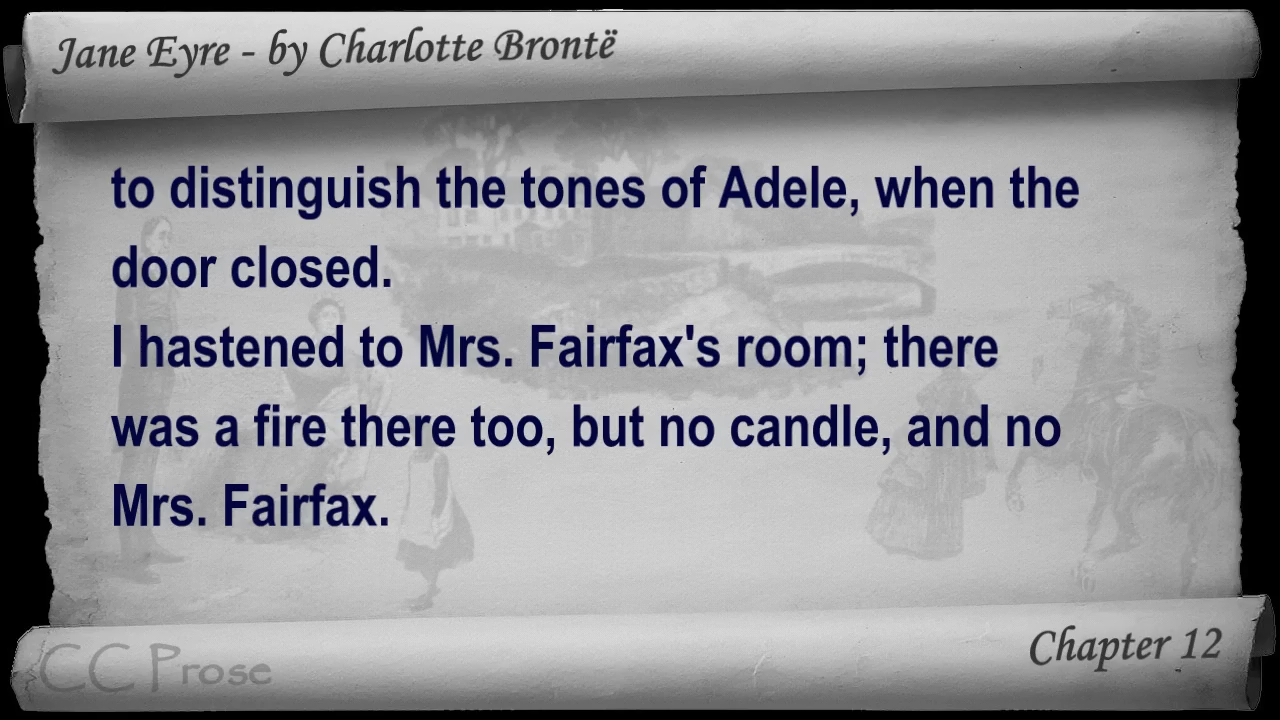 Jane Eyre - by Charlotte Brontë
to distinguish the tones of Adele, when the
door closed.
I hastened to Mrs. Fairfax's room; there
was a fire there too, but no candle, and no
Mrs. Fairfax.
Chapter 12
CC Prose